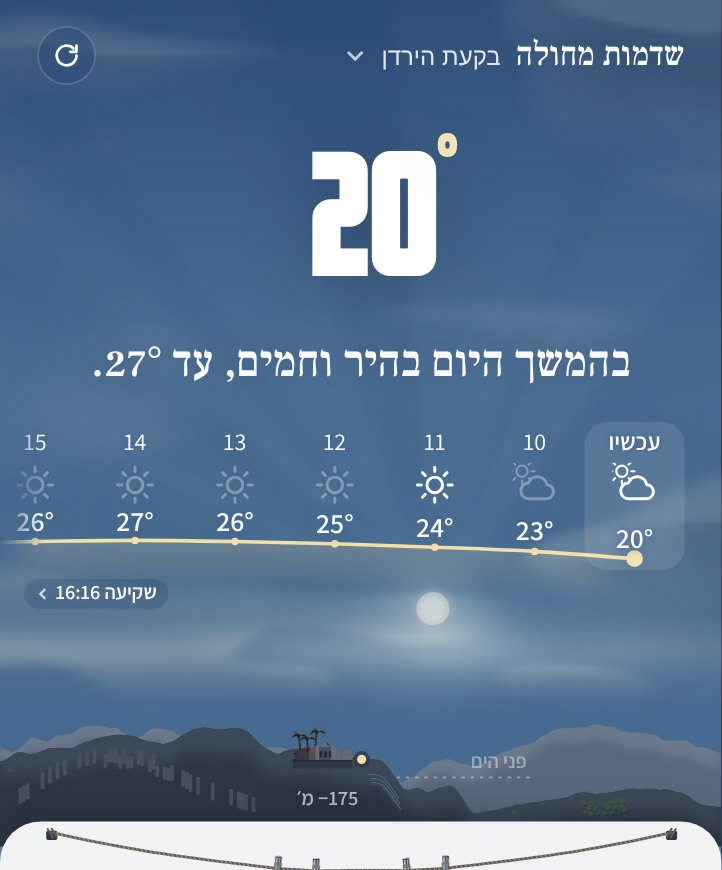 שדמות מחולה בקעת הירדן
20°
בהמשך היום בהיר וחמים, עד 27°.
עכשיו 10 11 12 13 14 15
20° 23° 24° 25° 26° 27° 26°
שקיעה 16:16
פני הים
−175 מ׳